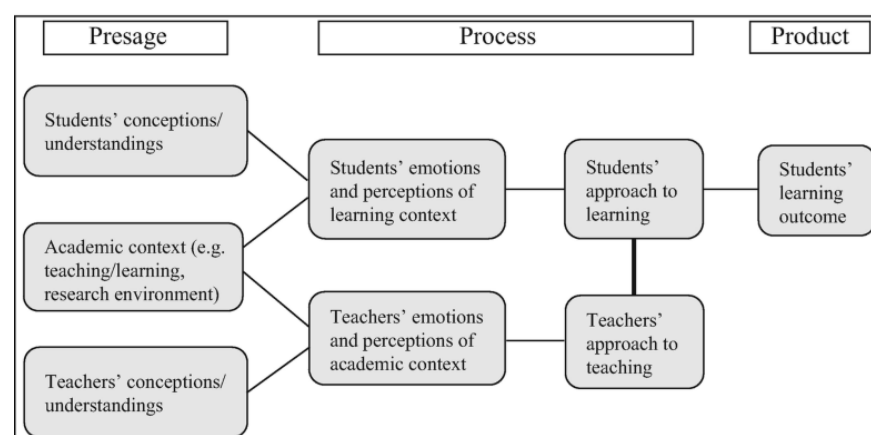 Presage
Process
Product
Students’ conceptions/
understandings
Students’ emotions
and perceptions of
learning context
Students’
approach to
learning
Students’
learning
outcome
Academic context (e.g.
teaching/learning,
research environment)
Teachers’ emotions
and perceptions of
academic context
Teachers’
approach to
teaching
Teachers’ conceptions/
understandings